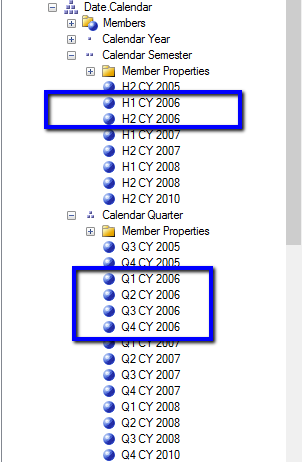 Date.Calendar
Members
Calendar Year
Calendar Semester
Member Properties
H2 CY 2005
H1 CY 2006
H2 CY 2006
H1 CY 2007
H2 CY 2007
H1 CY 2008
H2 CY 2008
H2 CY 2010
Calendar Quarter
Member Properties
Q3 CY 2005
Q4 CY 2005
Q1 CY 2006
Q2 CY 2006
Q3 CY 2006
Q4 CY 2006
Q1 CY 2007
Q2 CY 2007
Q3 CY 2007
Q4 CY 2007
Q1 CY 2008
Q2 CY 2008
Q3 CY 2008
Q4 CY 2010